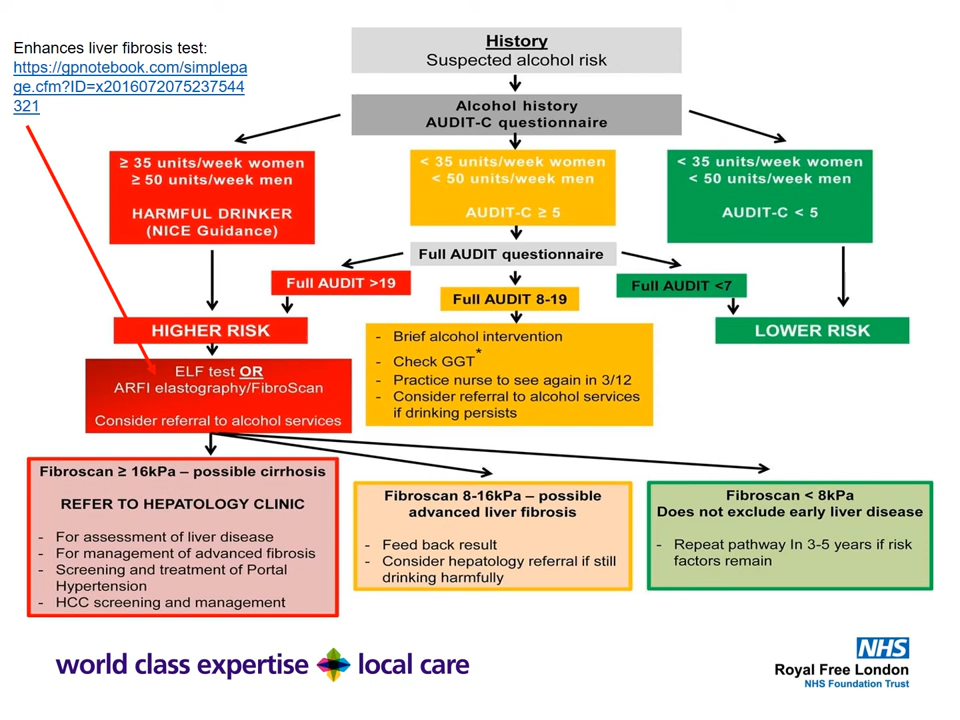 Enhances liver fibrosis test:
https://gpnotebook.com/simplepa
ge.cfm?ID=x2016072075237544
321
History
Suspected alcohol risk
Alcohol history
AUDIT-C questionnaire
≥ 35 units/week women
≥ 50 units/week men
HARMFUL DRINKER
(NICE Guidance)
< 35 units/week women
< 50 units/week men
AUDIT-C ≥ 5
< 35 units/week women
< 50 units/week men
AUDIT-C < 5
Full AUDIT questionnaire
Full AUDIT >19
Full AUDIT 8-19
Full AUDIT <7
HIGHER RISK
LOWER RISK
ELF test OR
ARFI elastography/FibroScan
Consider referral to alcohol services
- Brief alcohol intervention
- Check GGT*
- Practice nurse to see again in 3/12
- Consider referral to alcohol services
if drinking persists
Fibroscan ≥ 16kPa – possible cirrhosis
REFER TO HEPATOLOGY CLINIC
- For assessment of liver disease
- For management of advanced fibrosis
- Screening and treatment of Portal
Hypertension
- HCC screening and management
Fibroscan 8-16kPa – possible
advanced liver fibrosis
- Feed back result
- Consider hepatology referral if still
drinking harmfully
Fibroscan < 8kPa
Does not exclude early liver disease
- Repeat pathway In 3-5 years if risk
factors remain
world class expertise local care
NHS
Royal Free London
NHS Foundation Trust